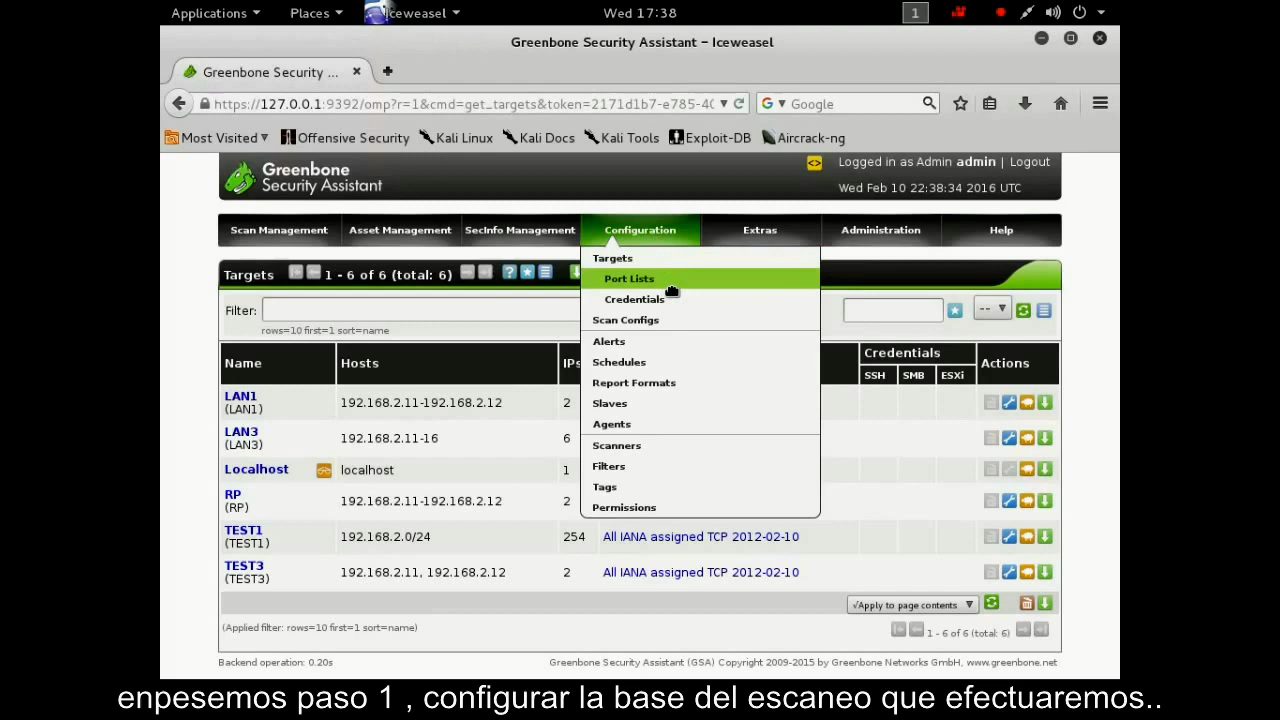 Applications Places Iceweasel Wed 17:38 1
Greenbone Security Assistant – Iceweasel
Greenbone Security ...
https://127.0.0.1:9392/omp?r=1&cmd=get_targets&token=2171d1b7-e785-4 Google
Most Visited Offensive Security Kali Linux Kali Docs Kali Tools Exploit-DB Aircrack-ng
Greenbone
Security Assistant
Logged in as Admin admin | Logout
Wed Feb 10 22:38:34 2016 UTC
Scan Management Asset Management SecInfo Management Configuration Extras Administration Help
Targets
Port Lists
Credentials
Scan Configs
Alerts
Schedules
Report Formats
Slaves
Agents
Scanners
Filters
Tags
Permissions
Targets 1 - 6 of 6 (total: 6)
Filter: --
rows=10 first=1 sort=name
Name Hosts IPs Credentials Actions
SSH SMB ESXi
LAN1 192.168.2.11-192.168.2.12 2
(LAN1)
LAN3 192.168.2.11-16 6
(LAN3)
Localhost localhost 1
RP 192.168.2.11-192.168.2.12 2
(RP)
TEST1 192.168.2.0/24 254 All IANA assigned TCP 2012-02-10
(TEST1)
TEST3 192.168.2.11, 192.168.2.12 2 All IANA assigned TCP 2012-02-10
(TEST3)
√Apply to page contents
(Applied filter: rows=10 first=1 sort=name) 1 - 6 of 6 (total: 6)
Backend operation: 0.20s Greenbone Security Assistant (GSA) Copyright 2009-2015 by Greenbone Networks GmbH, www.greenbone.net
enpesemos paso 1 , configurar la base del escaneo que efectuaremos..